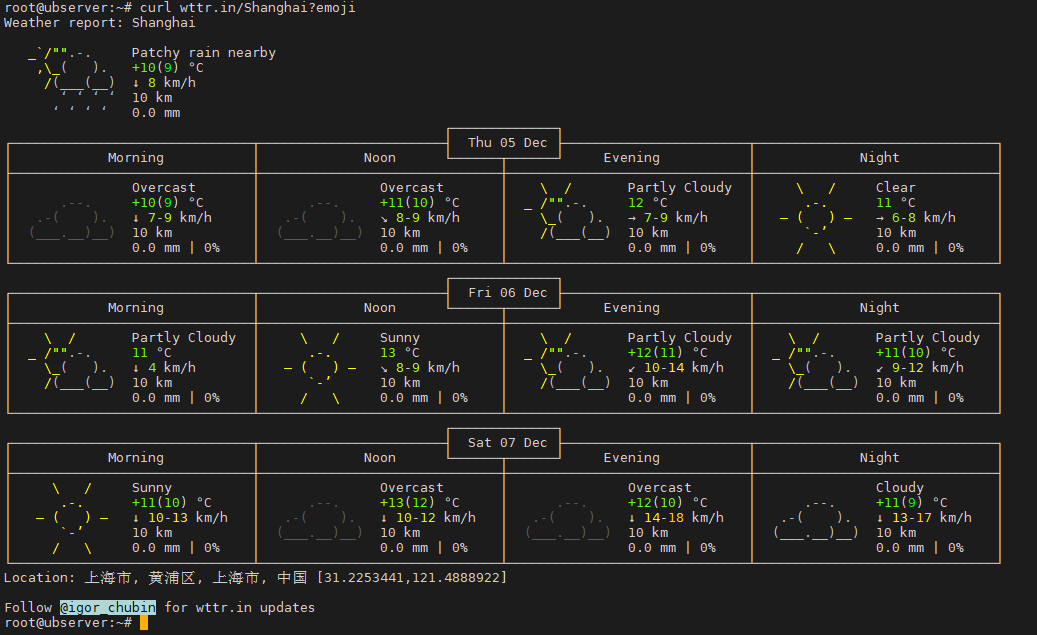 root@ubserver:~# curl wttr.in/Shanghai?emoji
Weather report: Shanghai
Patchy rain nearby
+10(9) °C
↓ 8 km/h
10 km
0.0 mm
Thu 05 Dec
Morning Noon Evening Night
Overcast Overcast Partly Cloudy Clear
+10(9) °C +11(10) °C 12 °C 11 °C
↓ 7-9 km/h ↘ 8-9 km/h → 7-9 km/h → 6-8 km/h
10 km 10 km 10 km 10 km
0.0 mm | 0% 0.0 mm | 0% 0.0 mm | 0% 0.0 mm | 0%
Fri 06 Dec
Morning Noon Evening Night
Partly Cloudy Sunny Partly Cloudy Partly Cloudy
11 °C 13 °C +12(11) °C +11(10) °C
↓ 4 km/h ↘ 8-9 km/h ↙ 10-14 km/h ↙ 9-12 km/h
10 km 10 km 10 km 10 km
0.0 mm | 0% 0.0 mm | 0% 0.0 mm | 0% 0.0 mm | 0%
Sat 07 Dec
Morning Noon Evening Night
Sunny Overcast Overcast Cloudy
+11(10) °C +13(12) °C +12(10) °C +11(9) °C
↓ 10-13 km/h ↓ 10-12 km/h ↓ 14-18 km/h ↓ 13-17 km/h
10 km 10 km 10 km 10 km
0.0 mm | 0% 0.0 mm | 0% 0.0 mm | 0% 0.0 mm | 0%
Location: 上海市, 黄浦区, 上海市, 中国 [31.2253441,121.4888922]
Follow @igor_chubin for wttr.in updates
root@ubserver:~#